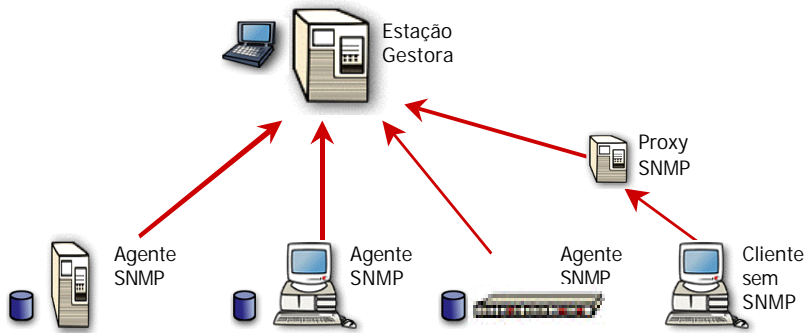 Estação
Gestora
Proxy
SNMP
Agente
SNMP
Agente
SNMP
Agente
SNMP
Cliente
sem
SNMP